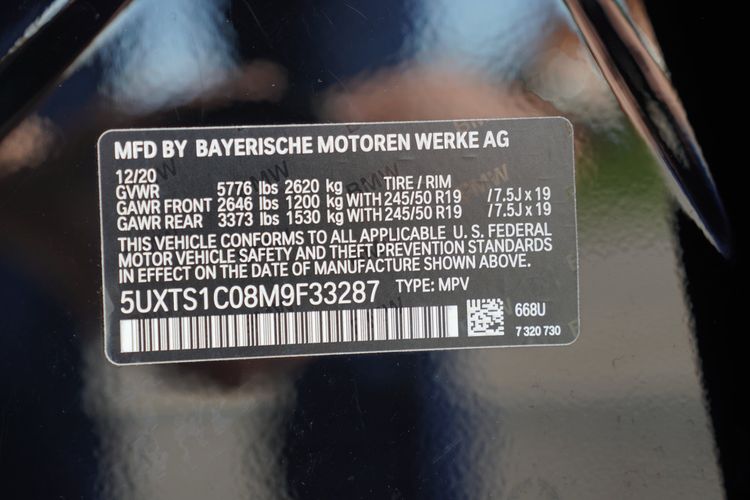 MFD BY BAYERISCHE MOTOREN WERKE AG
12/20
GVWR 5776 lbs 2620 kg TIRE / RIM
GAWR FRONT 2646 lbs 1200 kg WITH 245/50 R19 / 7.5J x 19
GAWR REAR 3373 lbs 1530 kg WITH 245/50 R19 / 7.5J x 19
THIS VEHICLE CONFORMS TO ALL APPLICABLE U. S. FEDERAL
MOTOR VEHICLE SAFETY AND THEFT PREVENTION STANDARDS
IN EFFECT ON THE DATE OF MANUFACTURE SHOWN ABOVE.
5UXTS1C08M9F33287 TYPE: MPV
668U
7 320 730